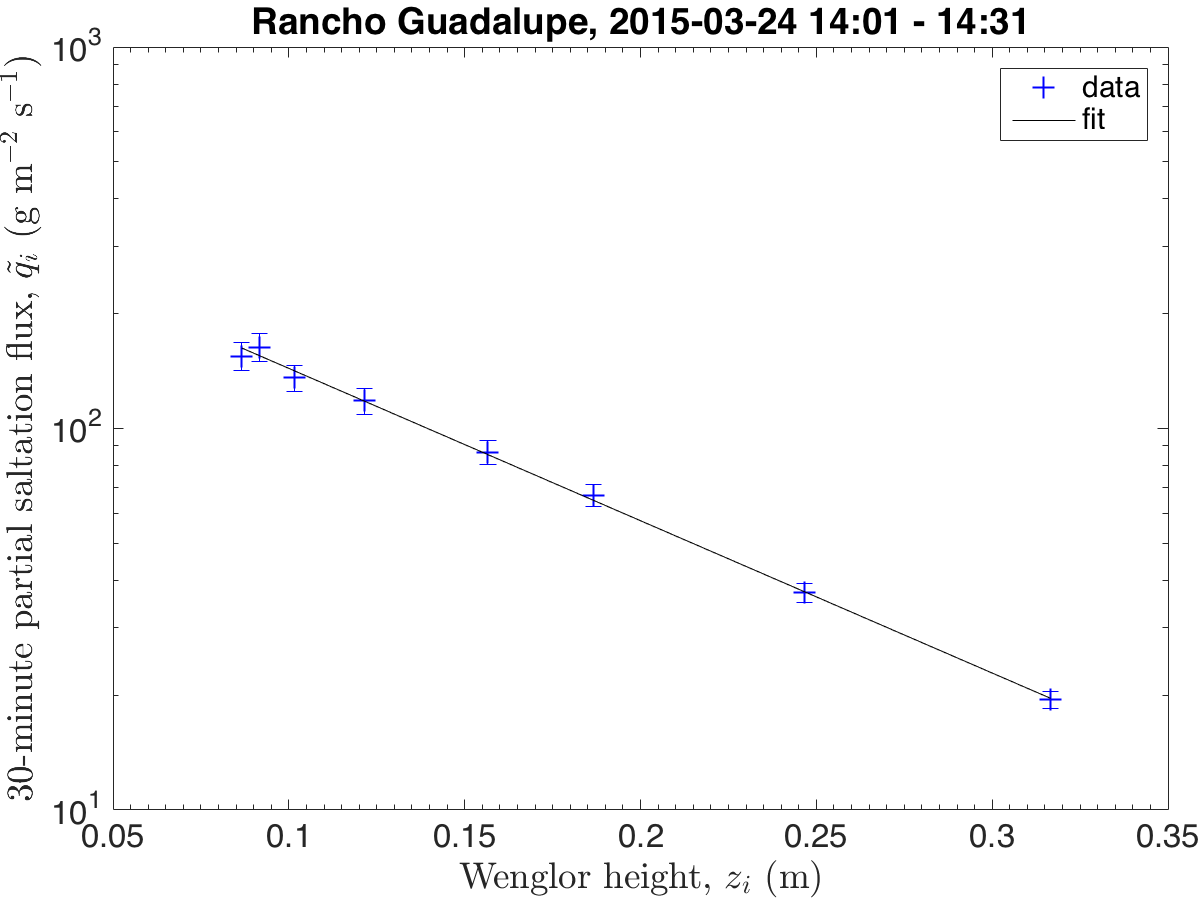 Rancho Guadalupe, 2015-03-24 14:01 - 14:31
data
fit
30-minute partial saltation flux, q̃ᵢ (g m⁻² s⁻¹)
10³
10²
10¹
0.05 0.1 0.15 0.2 0.25 0.3 0.35
Wenglor height, zᵢ (m)